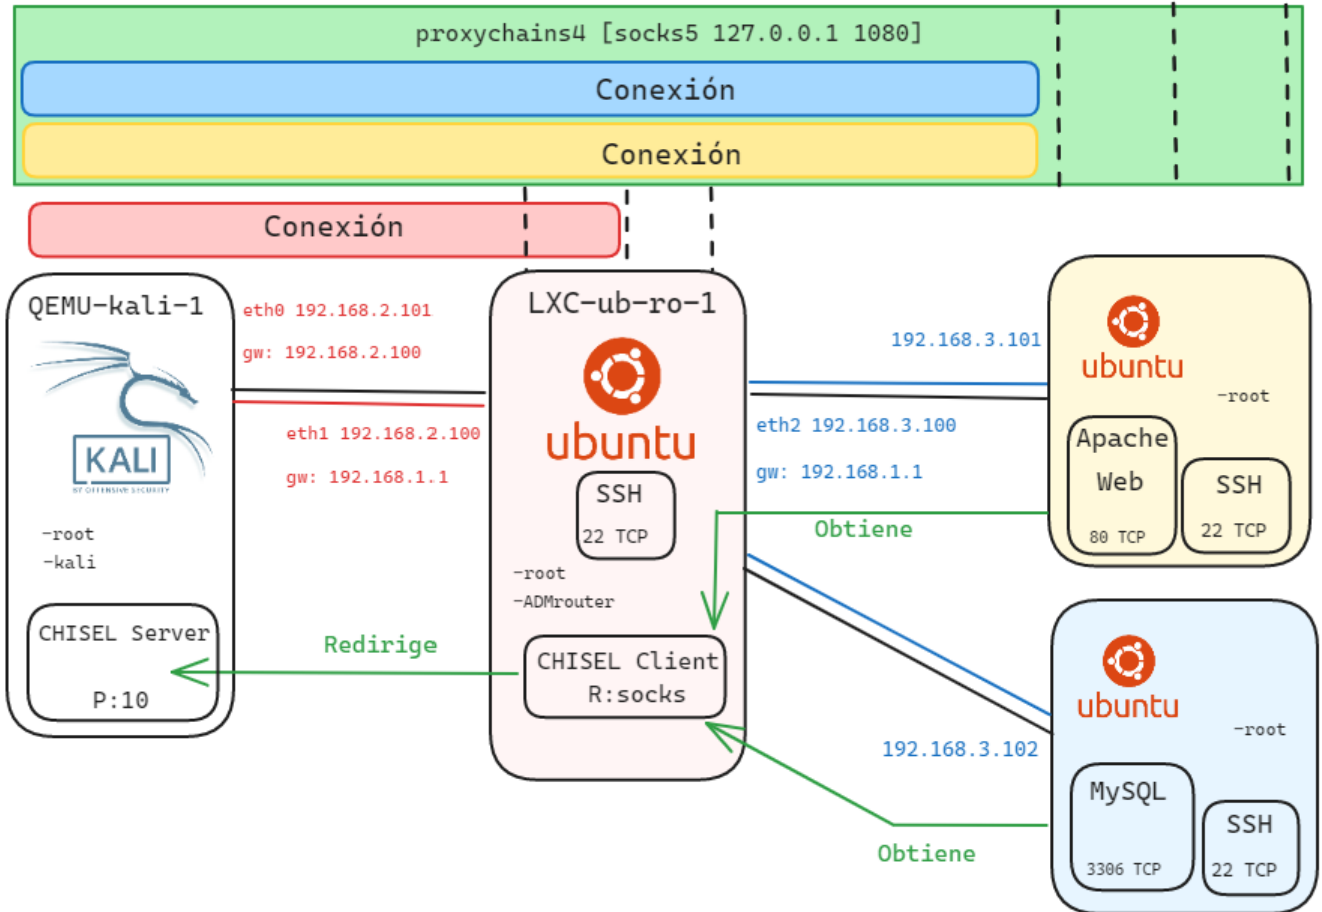 proxychains4 [socks5 127.0.0.1 1080]
Conexión
Conexión
Conexión
QEMU-kali-1
eth0 192.168.2.101
gw: 192.168.2.100
eth1 192.168.2.100
gw: 192.168.1.1
KALI
BY OFFENSIVE SECURITY
-root
-kali
CHISEL Server
P:10
Redirige
LXC-ub-ro-1
ubuntu
SSH
22 TCP
-root
-ADMrouter
CHISEL Client
R:socks
192.168.3.101
eth2 192.168.3.100
gw: 192.168.1.1
Obtiene
ubuntu
-root
Apache
Web
80 TCP
SSH
22 TCP
192.168.3.102
Obtiene
ubuntu
-root
MySQL
3306 TCP
SSH
22 TCP